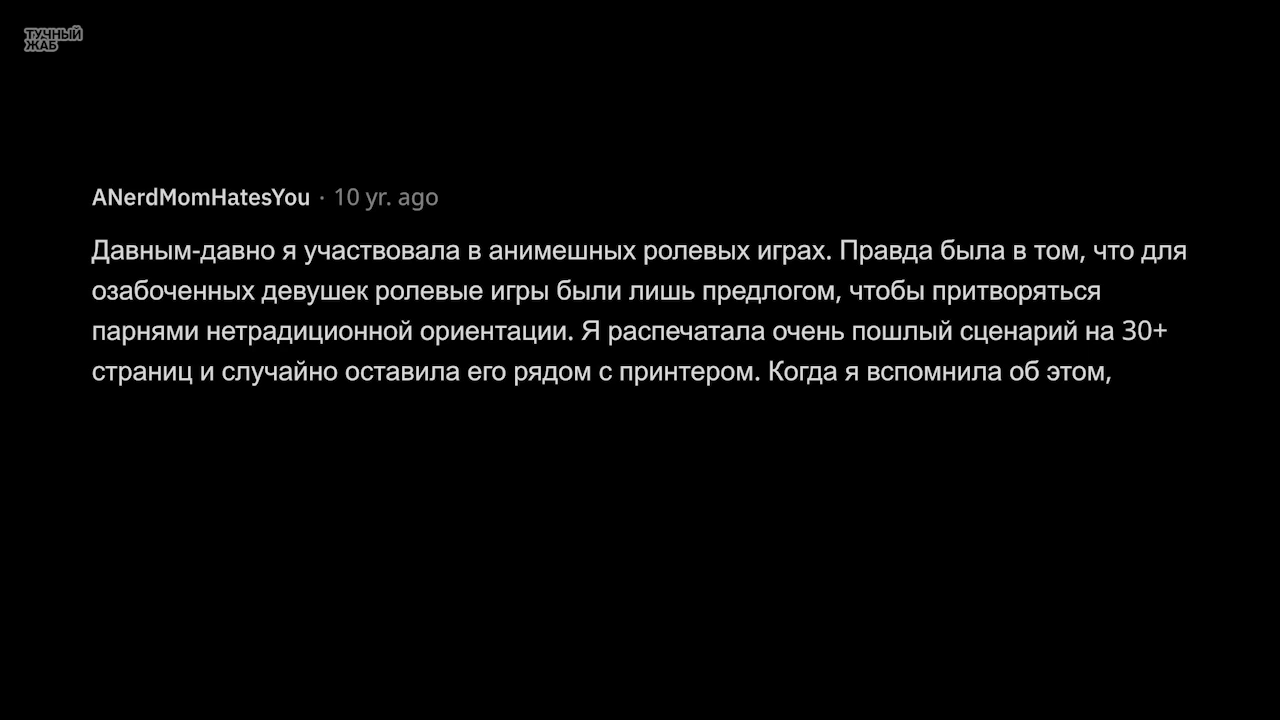 ТУЧНЫЙ
ЖАБ
ANerdMomHatesYou · 10 yr. ago
Давным-давно я участвовала в анимешных ролевых играх. Правда была в том, что для
озабоченных девушек ролевые игры были лишь предлогом, чтобы притворяться
парнями нетрадиционной ориентации. Я распечатала очень пошлый сценарий на 30+
страниц и случайно оставила его рядом с принтером. Когда я вспомнила об этом,